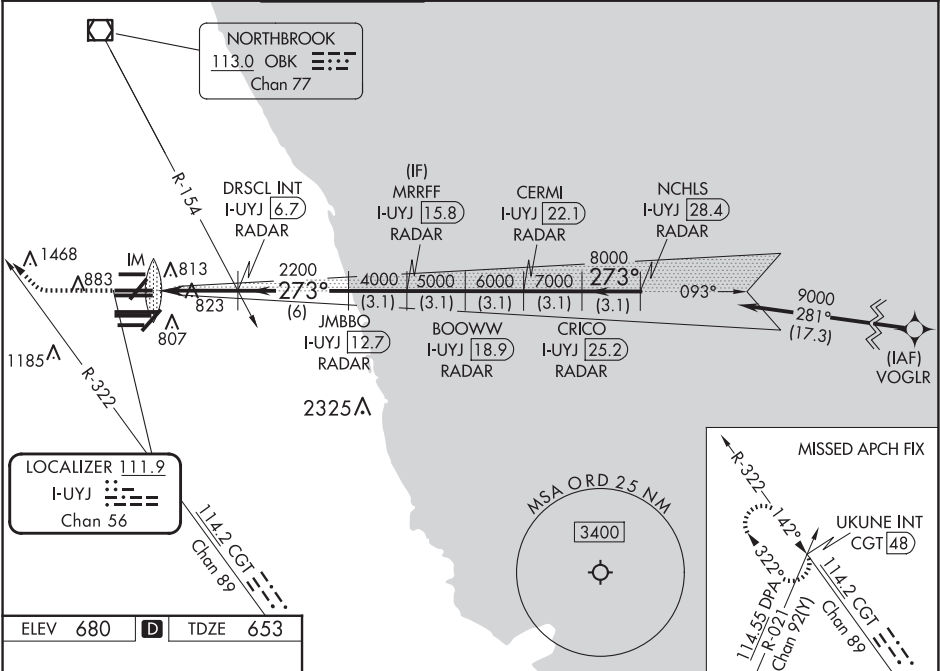 NORTHBROOK
113.0 OBK
Chan 77
R-154
DRSCL INT
I-UYJ 6.7
RADAR
(IF)
MRRFF
I-UYJ 15.8
RADAR
CERMI
I-UYJ 22.1
RADAR
NCHLS
I-UYJ 28.4
RADAR
1468
883
IM
813
823
807
1185
2200
273°
(6)
4000
(3.1)
5000
(3.1)
6000
(3.1)
7000
(3.1)
8000
273°
(3.1)
093°
9000
281°
(17.3)
(IAF)
VOGLR
JMBBO
I-UYJ 12.7
RADAR
BOOWW
I-UYJ 18.9
RADAR
CRICO
I-UYJ 25.2
RADAR
2325
R-322
LOCALIZER 111.9
I-UYJ
Chan 56
114.2 CGT
Chan 89
MSA ORD 25 NM
3400
MISSED APCH FIX
R-322
142°
322°
UKUNE INT
CGT 48
114.2 CGT
Chan 89
114.55 DPA
R-021
Chan 92(Y)
ELEV 680 D TDZE 653